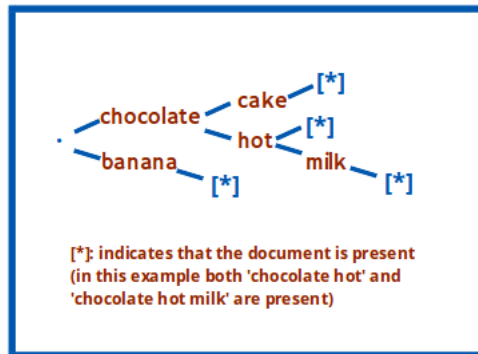 [*]
cake
chocolate
[*]
hot
.
banana
milk
[*]
[*]
[*]: indicates that the document is present
(in this example both 'chocolate hot' and
'chocolate hot milk' are present)